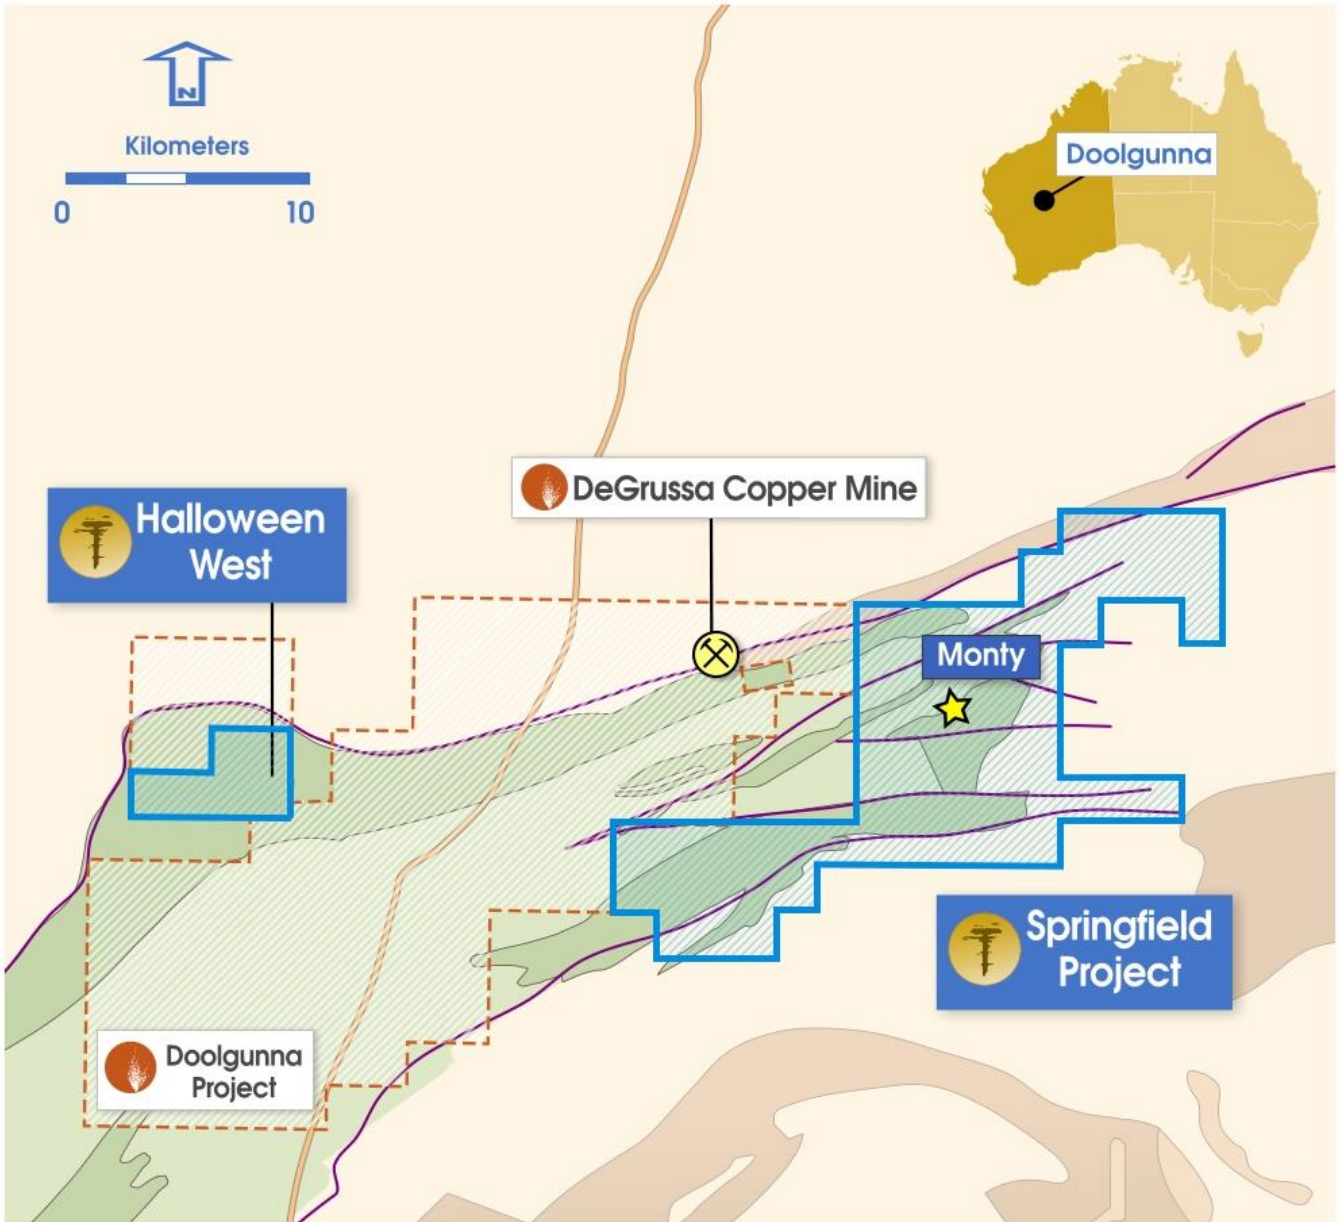 N
Kilometers
0 10
Doolgunna
DeGrussa Copper Mine
Halloween
West
Monty
Springfield
Project
Doolgunna
Project